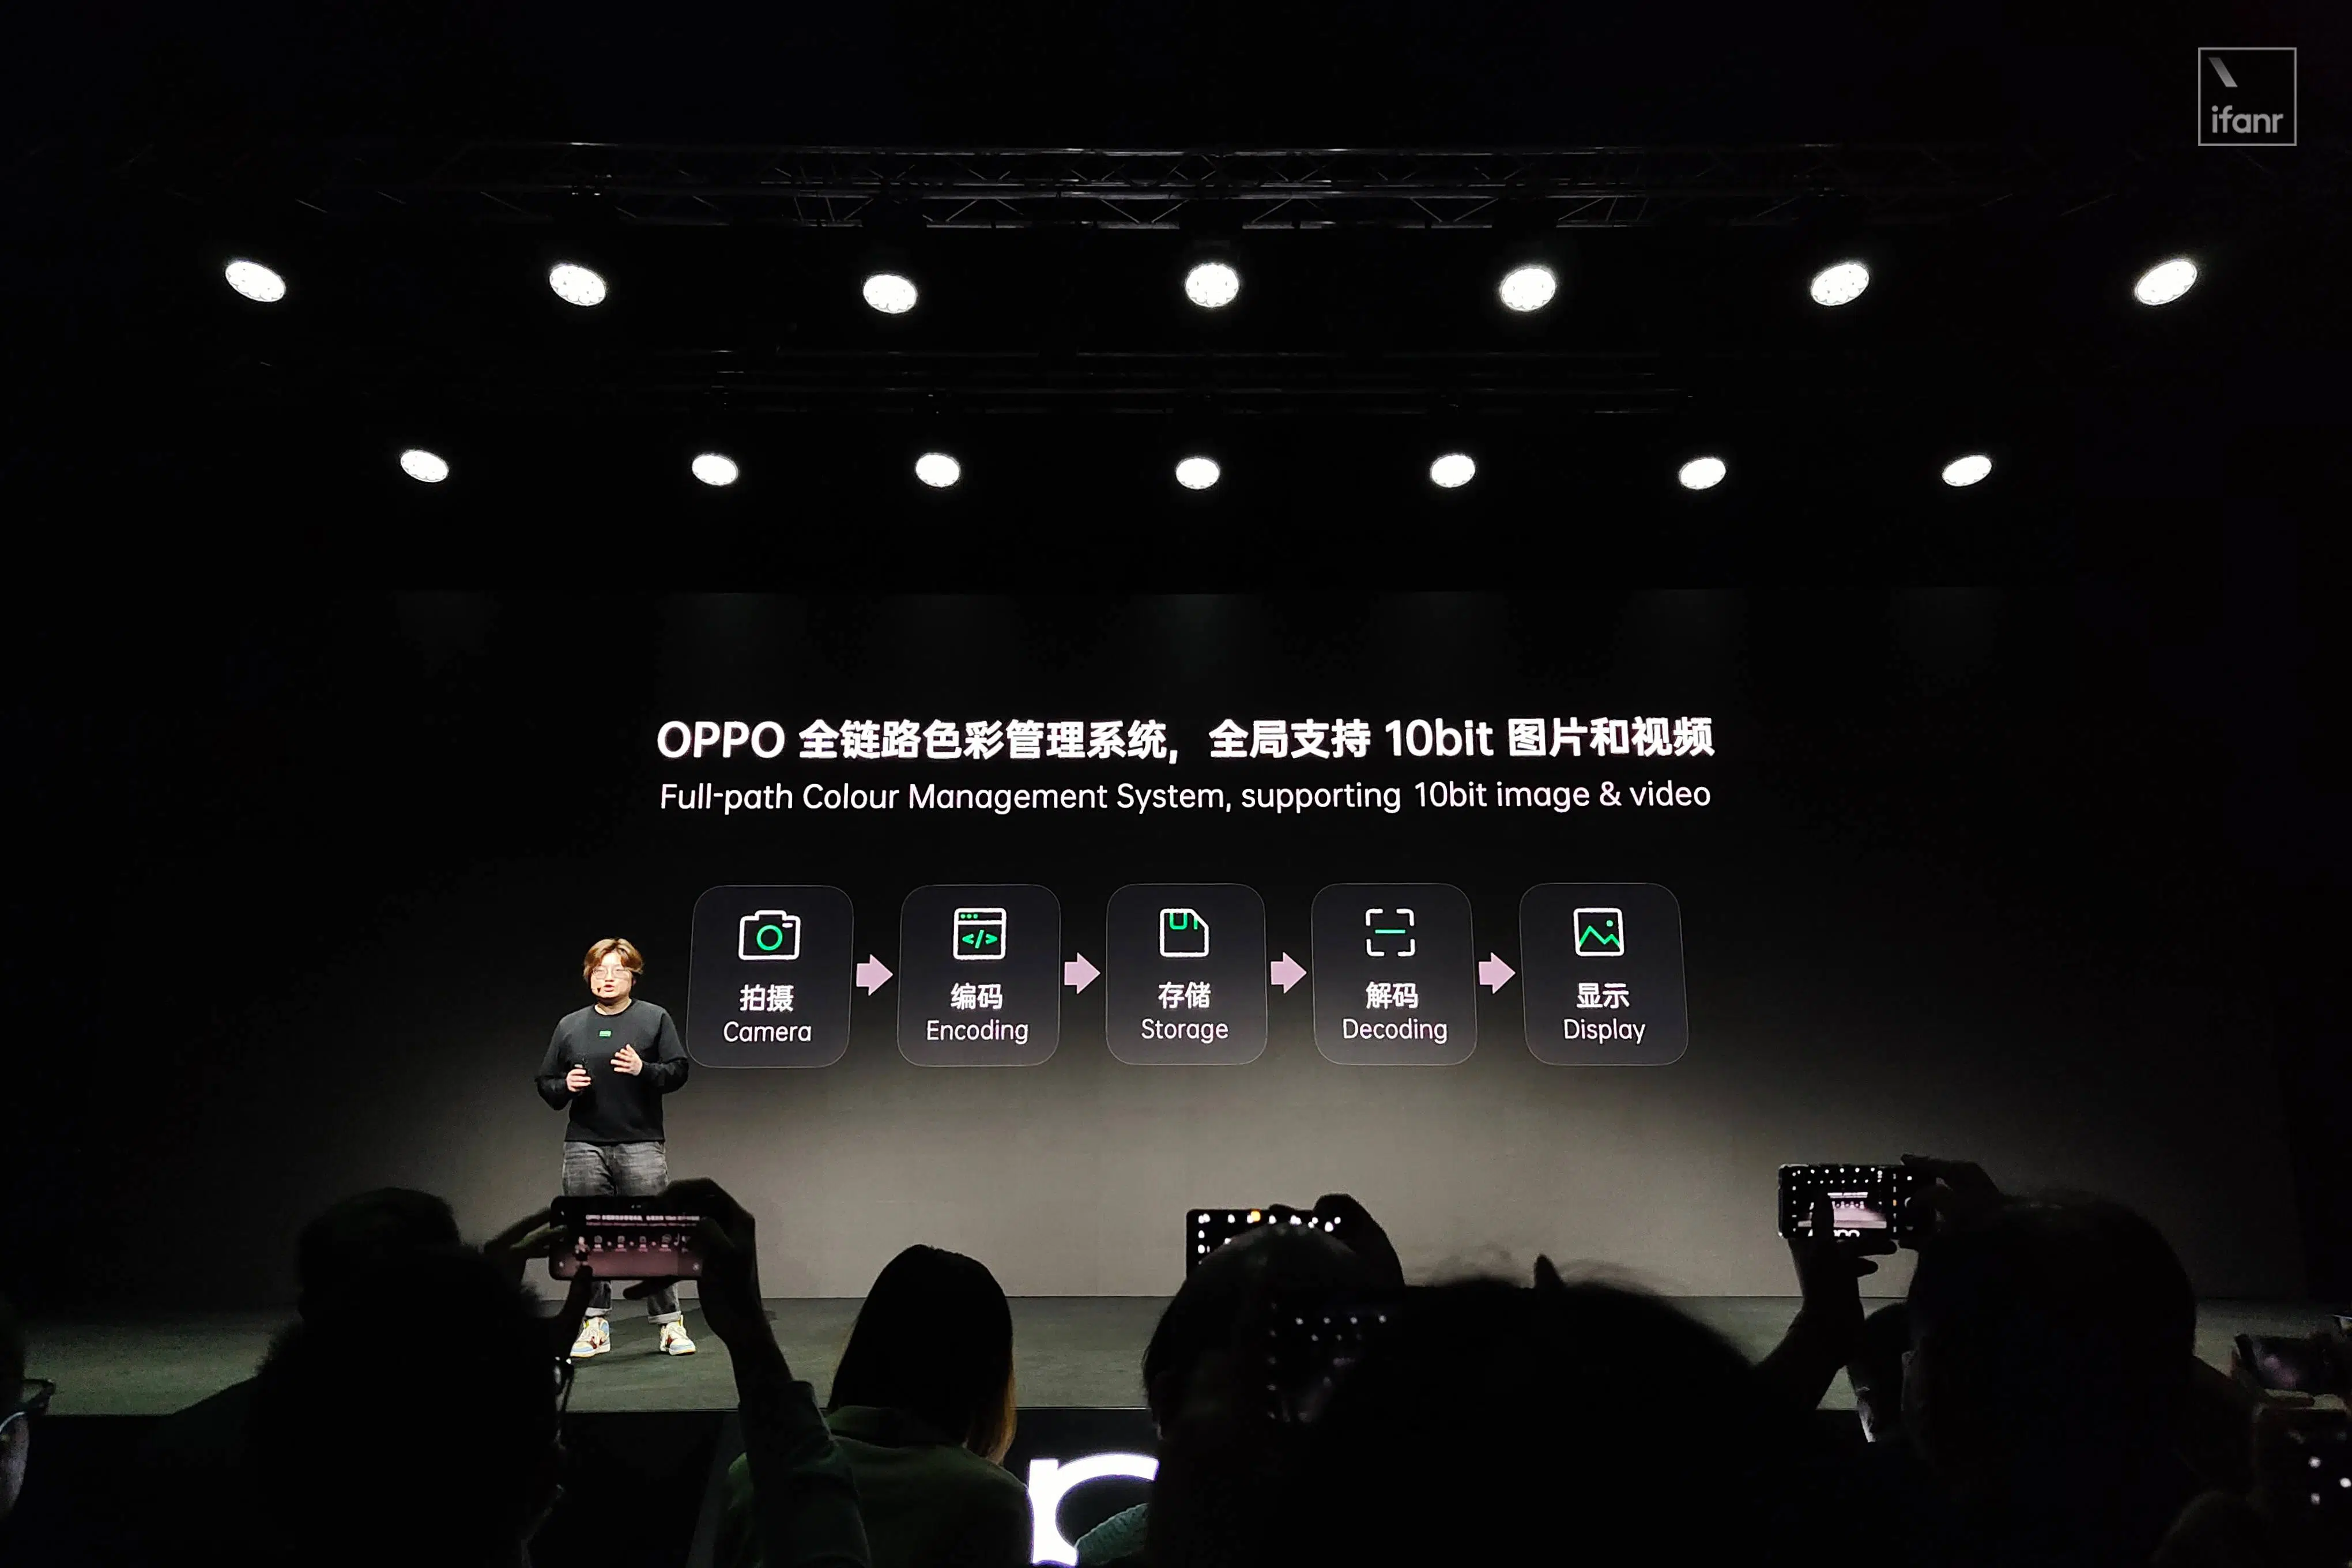 ifanr
OPPO 全链路色彩管理系统，全局支持 10bit 图片和视频
Full-path Colour Management System, supporting 10bit image & video
</>
拍摄
Camera
编码
Encoding
存储
Storage
解码
Decoding
显示
Display